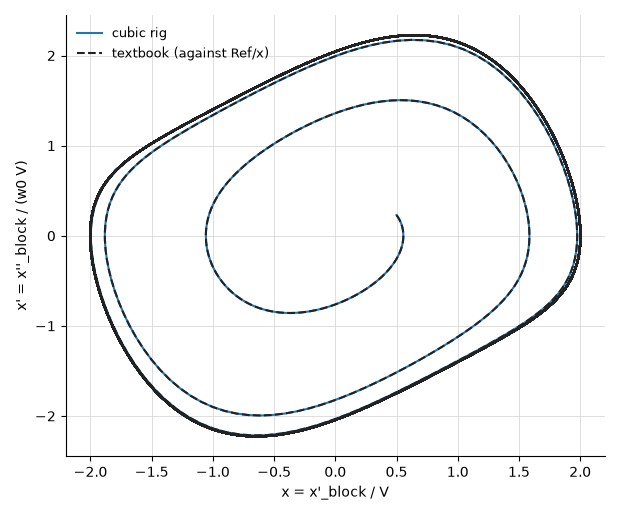 cubic rig
textbook (against Ref/x)
2
1
0
−1
−2
x' = x''_block / (w0 V)
−2.0 −1.5 −1.0 −0.5 0.0 0.5 1.0 1.5 2.0
x = x'_block / V